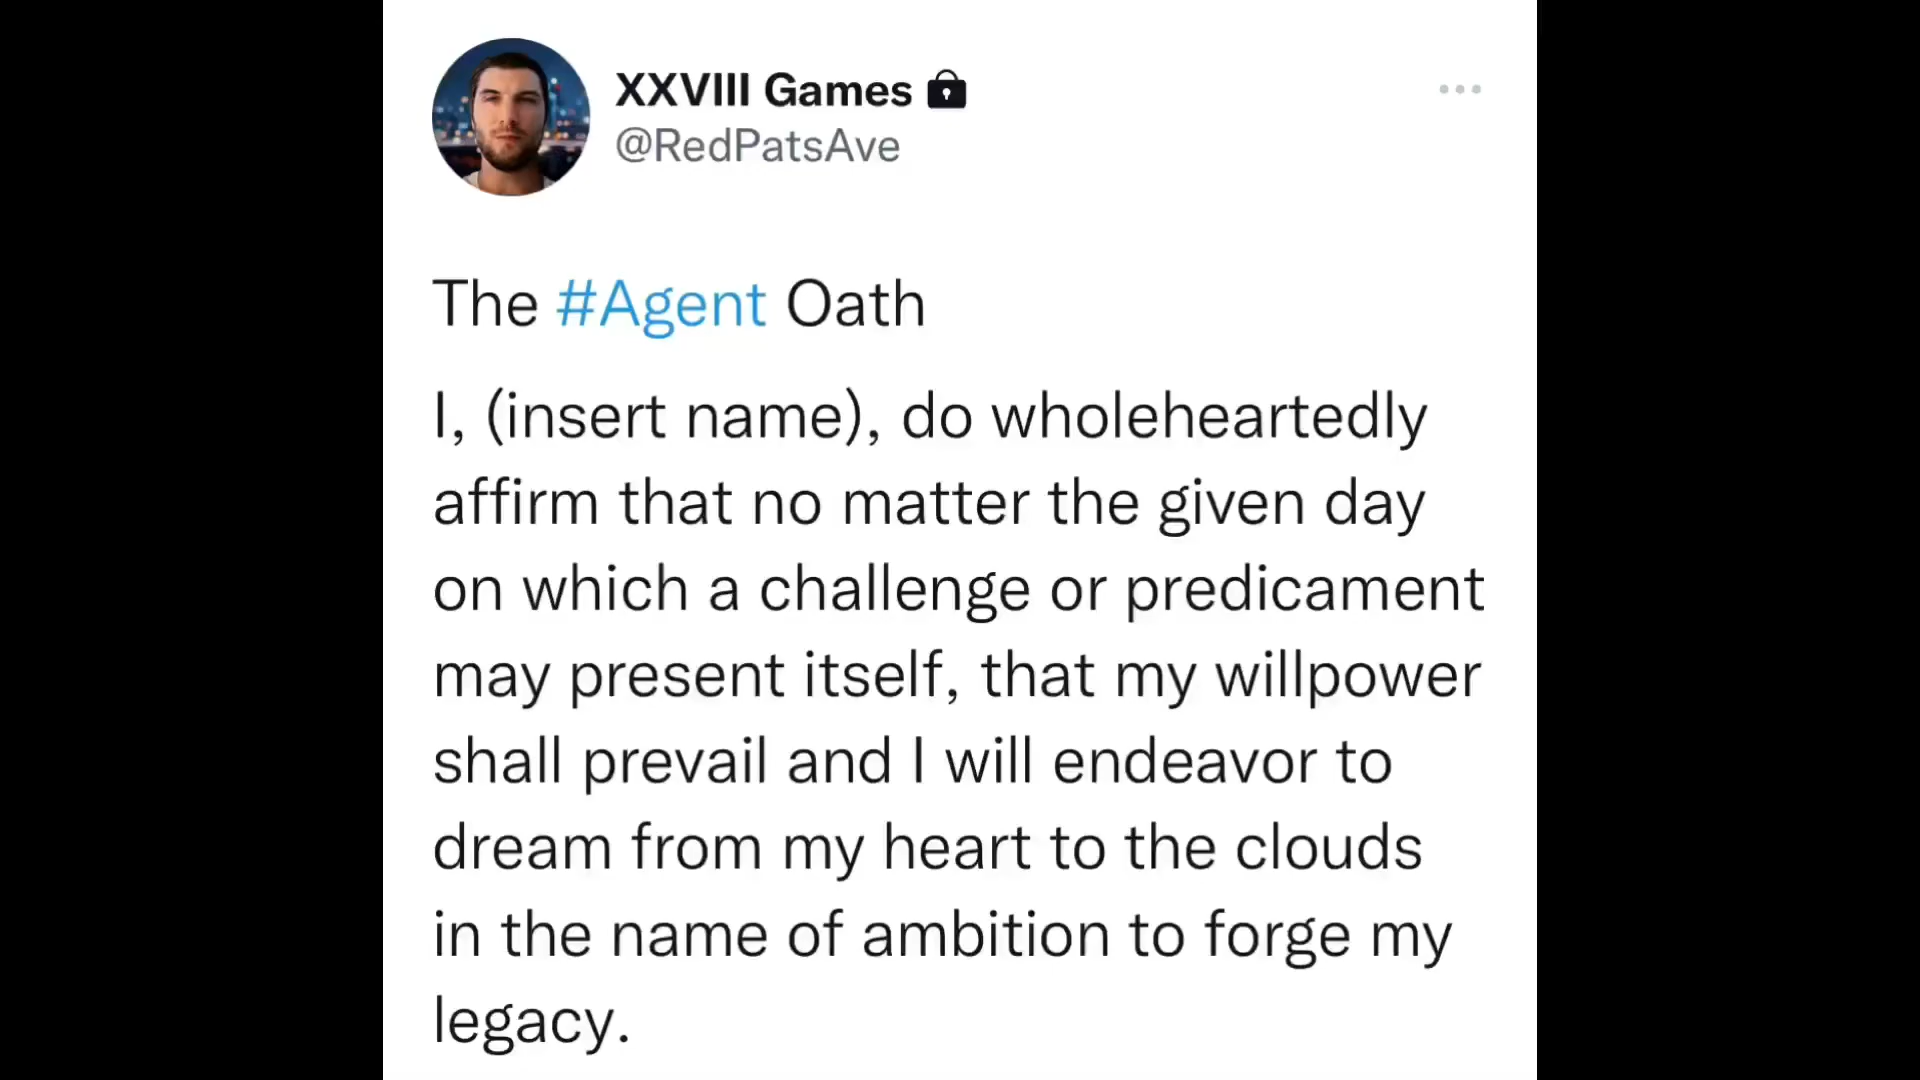 XXVIII Games
@RedPatsAve
The #Agent Oath
I, (insert name), do wholeheartedly
affirm that no matter the given day
on which a challenge or predicament
may present itself, that my willpower
shall prevail and I will endeavor to
dream from my heart to the clouds
in the name of ambition to forge my
legacy.